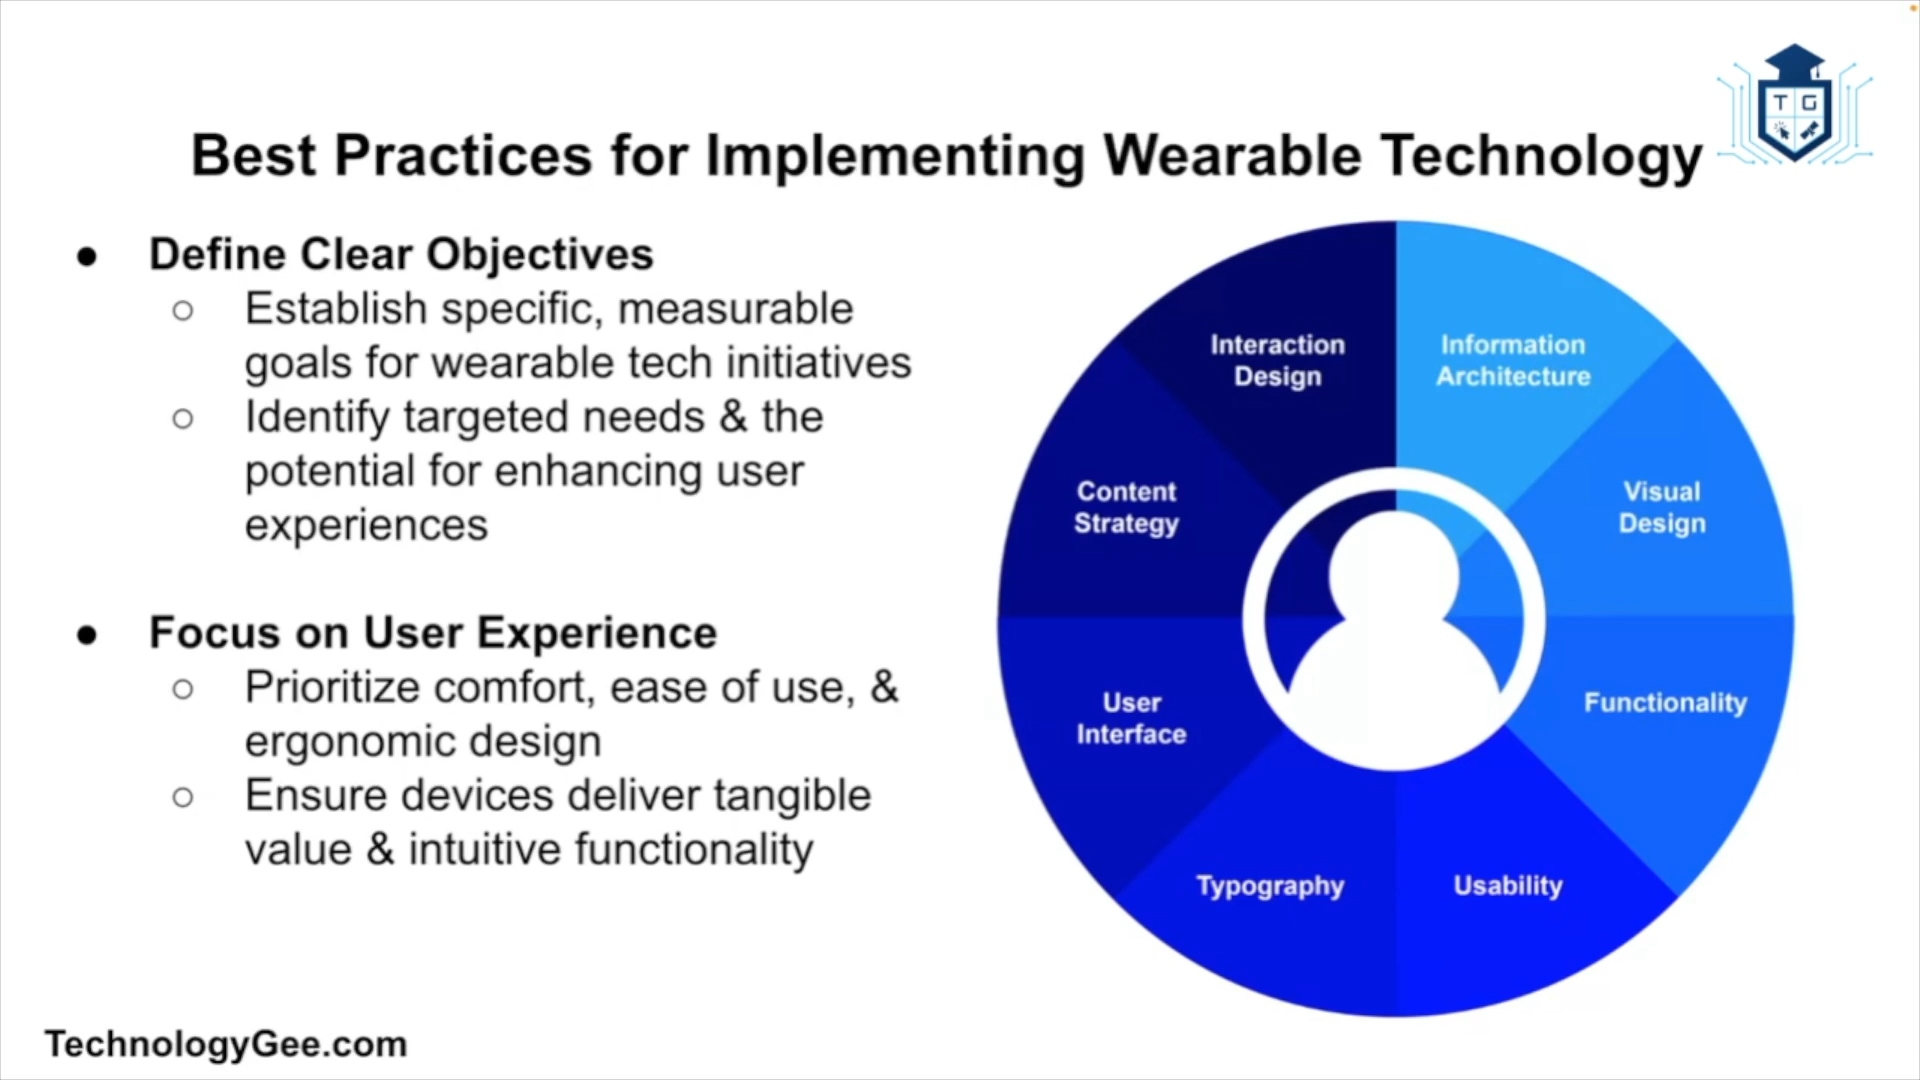 T G
Best Practices for Implementing Wearable Technology
● Define Clear Objectives
○ Establish specific, measurable
goals for wearable tech initiatives
○ Identify targeted needs & the
potential for enhancing user
experiences
● Focus on User Experience
○ Prioritize comfort, ease of use, &
ergonomic design
○ Ensure devices deliver tangible
value & intuitive functionality
Interaction
Design
Information
Architecture
Visual
Design
Functionality
Usability
Typography
User
Interface
Content
Strategy
TechnologyGee.com